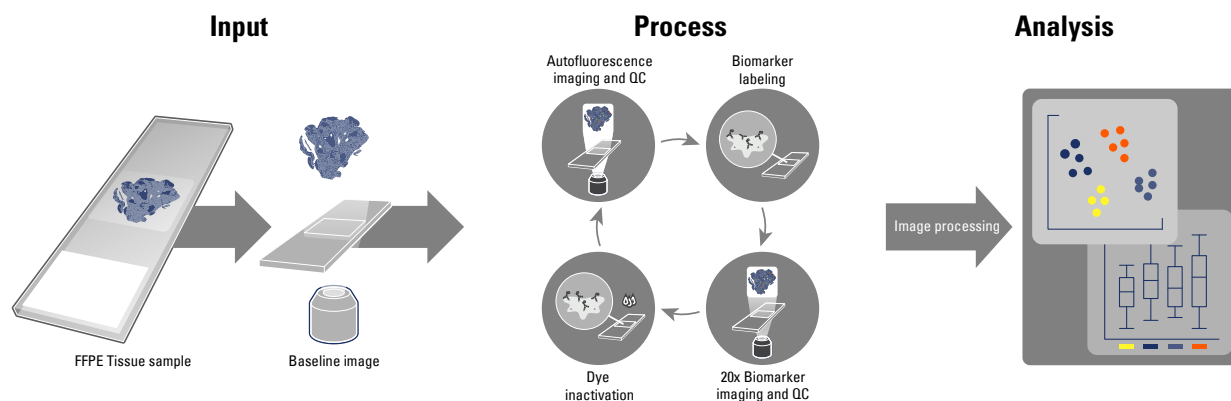 Input
Process
Analysis
Autofluorescence
imaging and QC
Biomarker
labeling
Image processing
FFPE Tissue sample
Baseline image
Dye
inactivation
20x Biomarker
imaging and QC